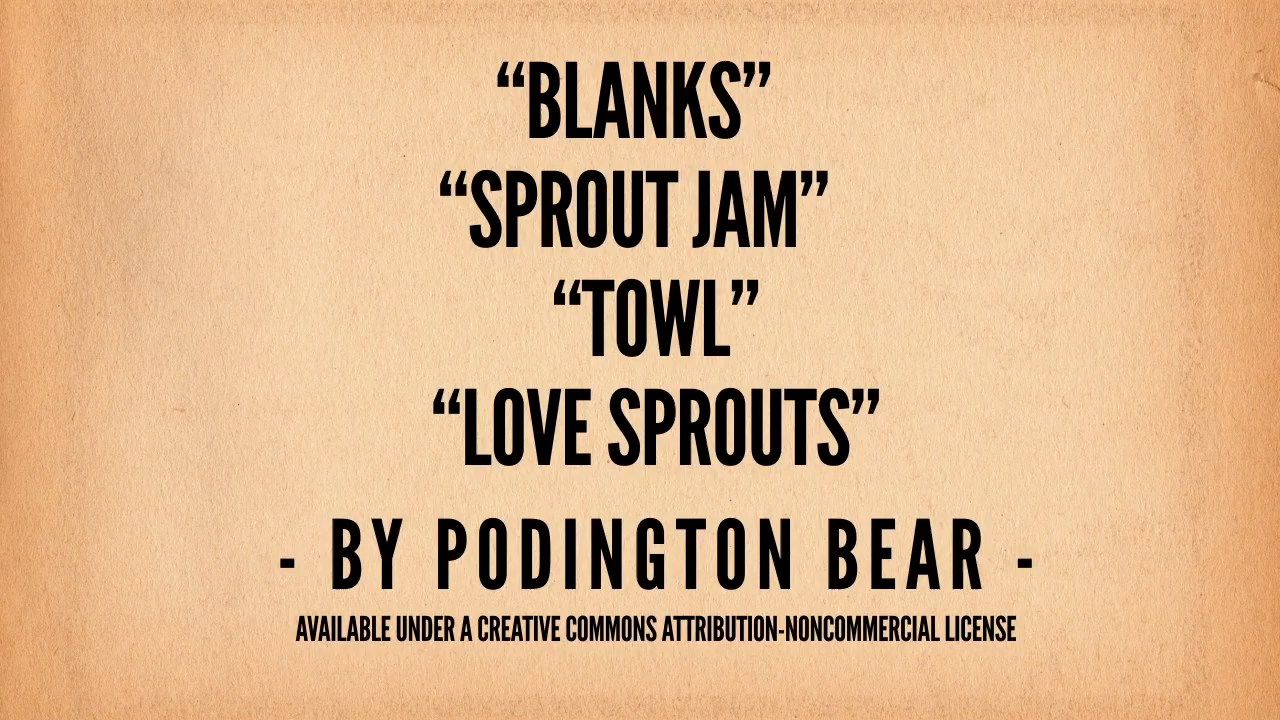 “BLANKS”
“SPROUT JAM”
“TOWL”
“LOVE SPROUTS”
- BY PODINGTON BEAR -
AVAILABLE UNDER A CREATIVE COMMONS ATTRIBUTION-NONCOMMERCIAL LICENSE